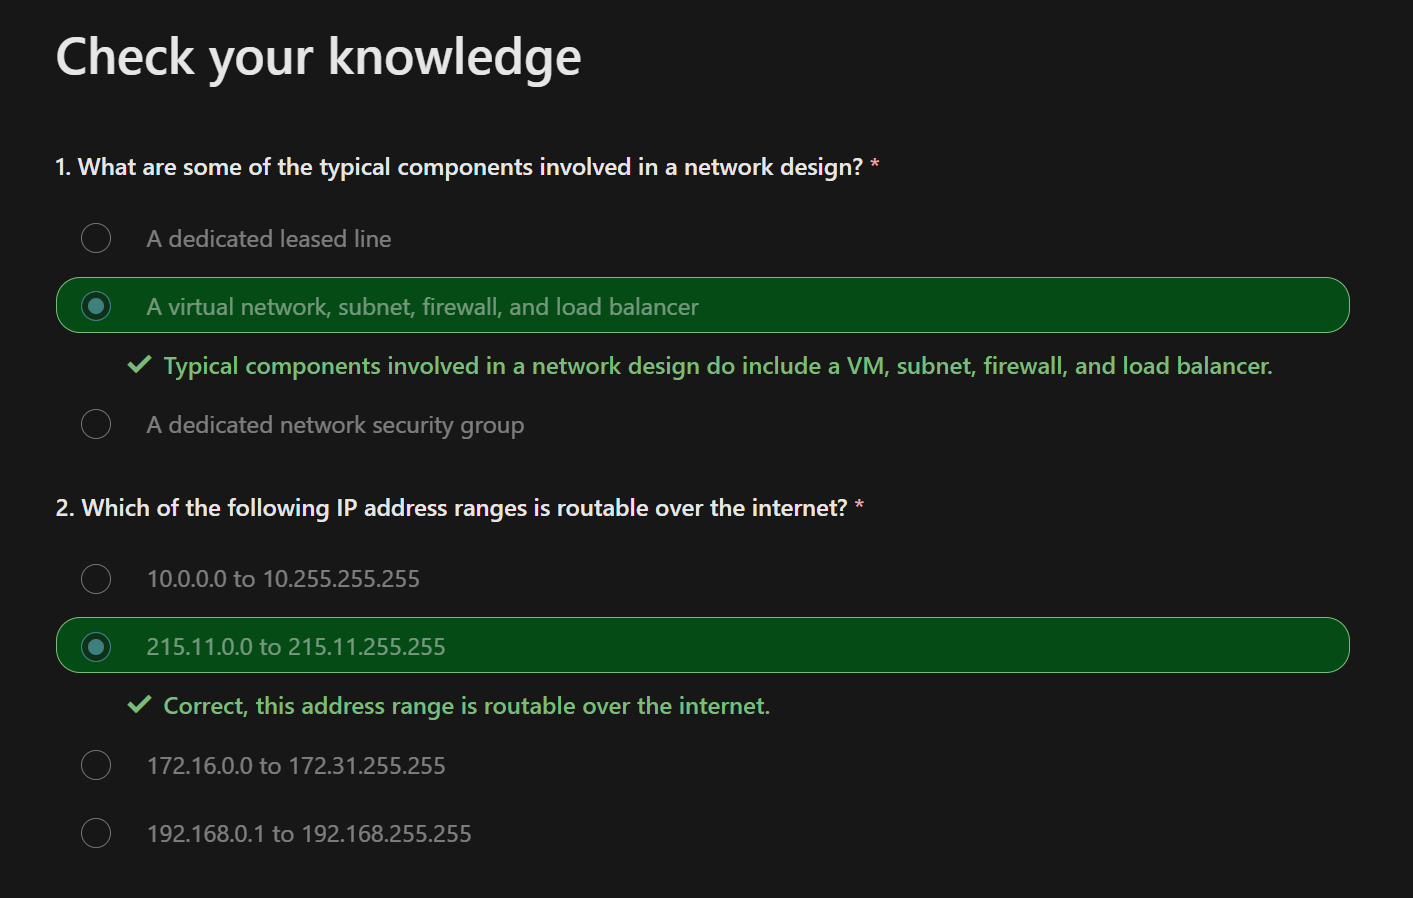 Check your knowledge
1. What are some of the typical components involved in a network design? *
A dedicated leased line
A virtual network, subnet, firewall, and load balancer
Typical components involved in a network design do include a VM, subnet, firewall, and load balancer.
A dedicated network security group
2. Which of the following IP address ranges is routable over the internet? *
10.0.0.0 to 10.255.255.255
215.11.0.0 to 215.11.255.255
Correct, this address range is routable over the internet.
172.16.0.0 to 172.31.255.255
192.168.0.1 to 192.168.255.255